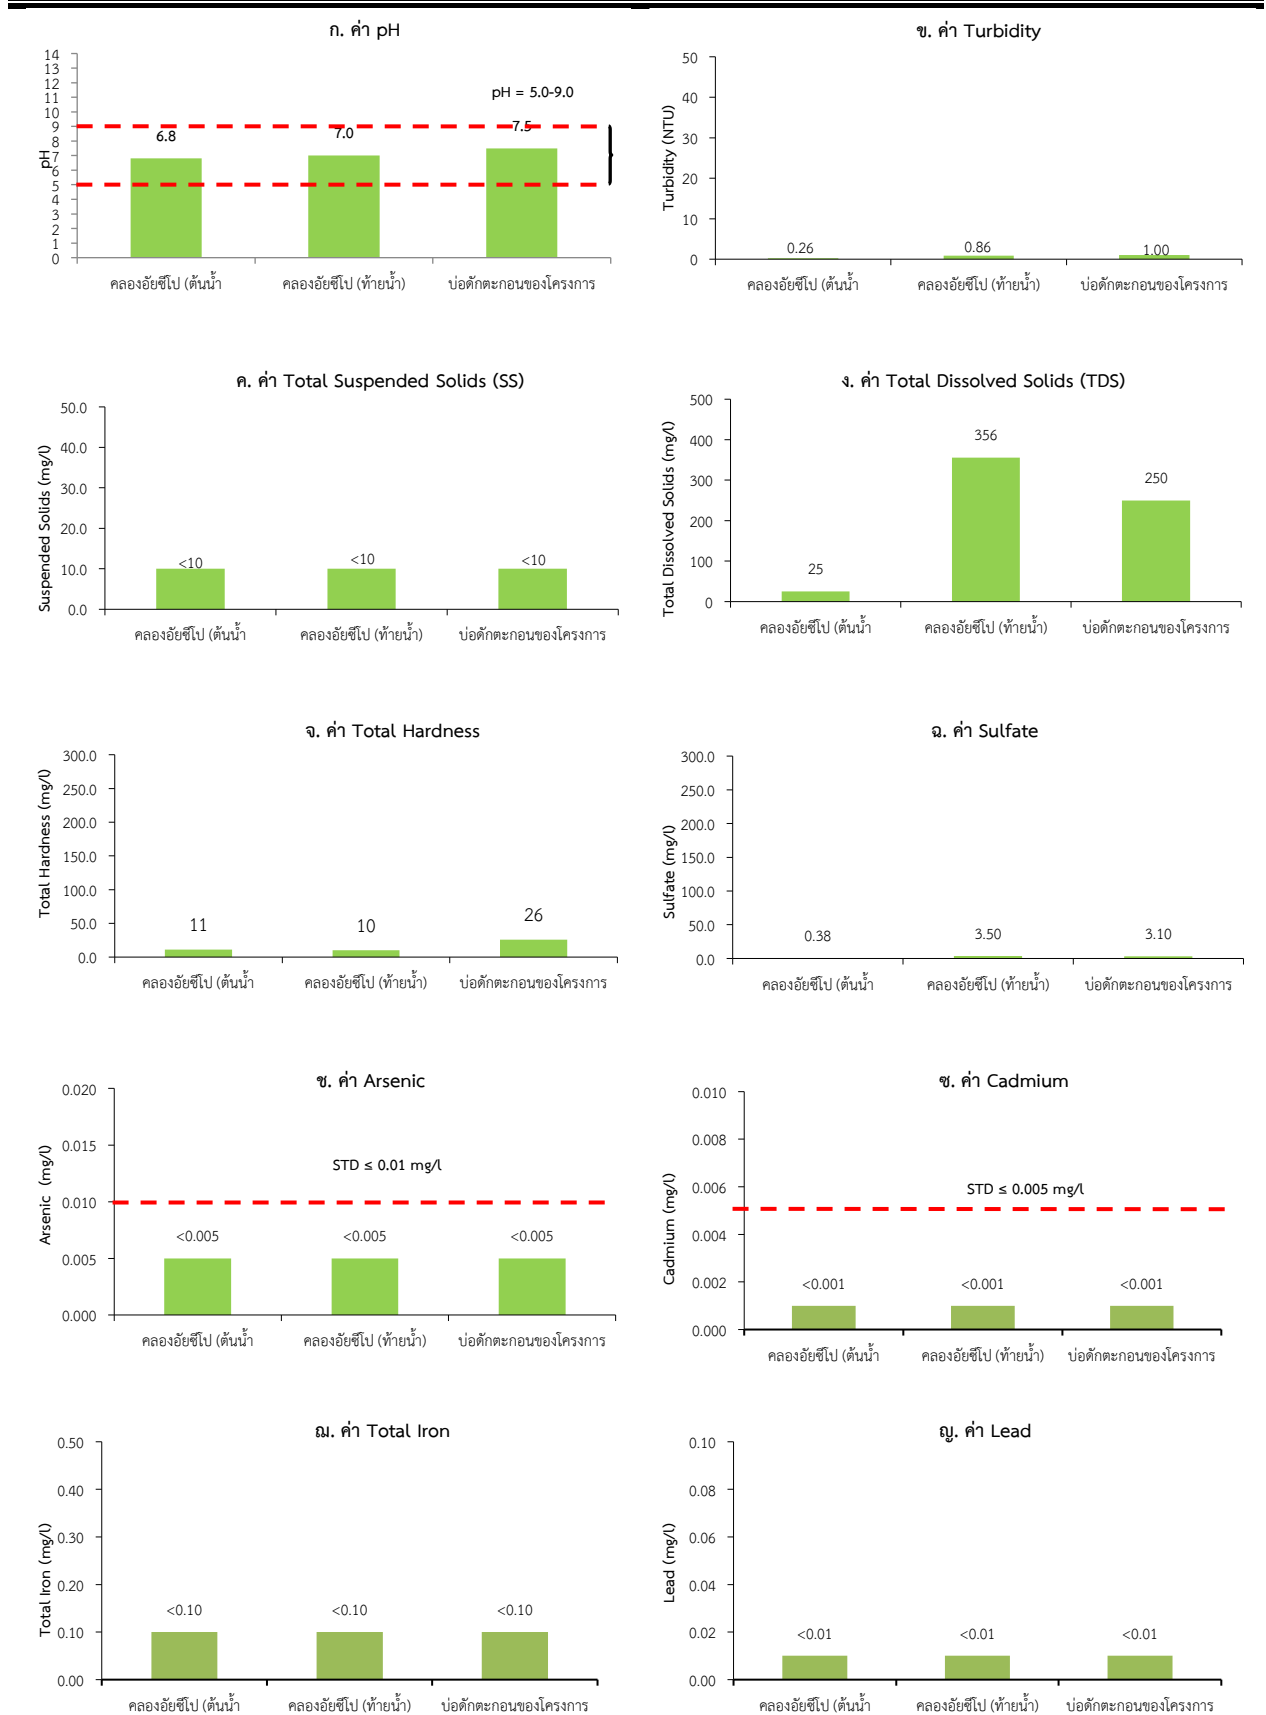 ก. ค่า pH
pH
14
13
12
11
10
9
8
7
6
5
4
3
2
1
0
pH = 5.0-9.0
6.8
7.0
7.5
คลองอัยซีโป (ต้นน้ำ
คลองอัยซีโป (ท้ายน้ำ)
บ่อดักตะกอนของโครงการ
ข. ค่า Turbidity
Turbidity (NTU)
50
40
30
20
10
0
0.26
0.86
1.00
คลองอัยซีโป (ต้นน้ำ
คลองอัยซีโป (ท้ายน้ำ)
บ่อดักตะกอนของโครงการ
ค. ค่า Total Suspended Solids (SS)
Suspended Solids (mg/l)
50.0
40.0
30.0
20.0
10.0
0.0
<10
<10
<10
คลองอัยซีโป (ต้นน้ำ
คลองอัยซีโป (ท้ายน้ำ)
บ่อดักตะกอนของโครงการ
ง. ค่า Total Dissolved Solids (TDS)
Total Dissolved Solids (mg/l)
500
400
300
200
100
0
25
356
250
คลองอัยซีโป (ต้นน้ำ
คลองอัยซีโป (ท้ายน้ำ)
บ่อดักตะกอนของโครงการ
จ. ค่า Total Hardness
Total Hardness (mg/l)
300.0
250.0
200.0
150.0
100.0
50.0
0.0
11
10
26
คลองอัยซีโป (ต้นน้ำ
คลองอัยซีโป (ท้ายน้ำ)
บ่อดักตะกอนของโครงการ
ฉ. ค่า Sulfate
Sulfate (mg/l)
300.0
250.0
200.0
150.0
100.0
50.0
0.0
0.38
3.50
3.10
คลองอัยซีโป (ต้นน้ำ
คลองอัยซีโป (ท้ายน้ำ)
บ่อดักตะกอนของโครงการ
ช. ค่า Arsenic
Arsenic (mg/l)
0.020
0.015
0.010
0.005
0.000
STD ≤ 0.01 mg/l
<0.005
<0.005
<0.005
คลองอัยซีโป (ต้นน้ำ
คลองอัยซีโป (ท้ายน้ำ)
บ่อดักตะกอนของโครงการ
ซ. ค่า Cadmium
Cadmium (mg/l)
0.010
0.008
0.006
0.004
0.002
0.000
STD ≤ 0.005 mg/l
<0.001
<0.001
<0.001
คลองอัยซีโป (ต้นน้ำ
คลองอัยซีโป (ท้ายน้ำ)
บ่อดักตะกอนของโครงการ
ฌ. ค่า Total Iron
Total Iron (mg/l)
0.50
0.40
0.30
0.20
0.10
0.00
<0.10
<0.10
<0.10
คลองอัยซีโป (ต้นน้ำ
คลองอัยซีโป (ท้ายน้ำ)
บ่อดักตะกอนของโครงการ
ญ. ค่า Lead
Lead (mg/l)
0.10
0.08
0.06
0.04
0.02
0.00
<0.01
<0.01
<0.01
คลองอัยซีโป (ต้นน้ำ
คลองอัยซีโป (ท้ายน้ำ)
บ่อดักตะกอนของโครงการ